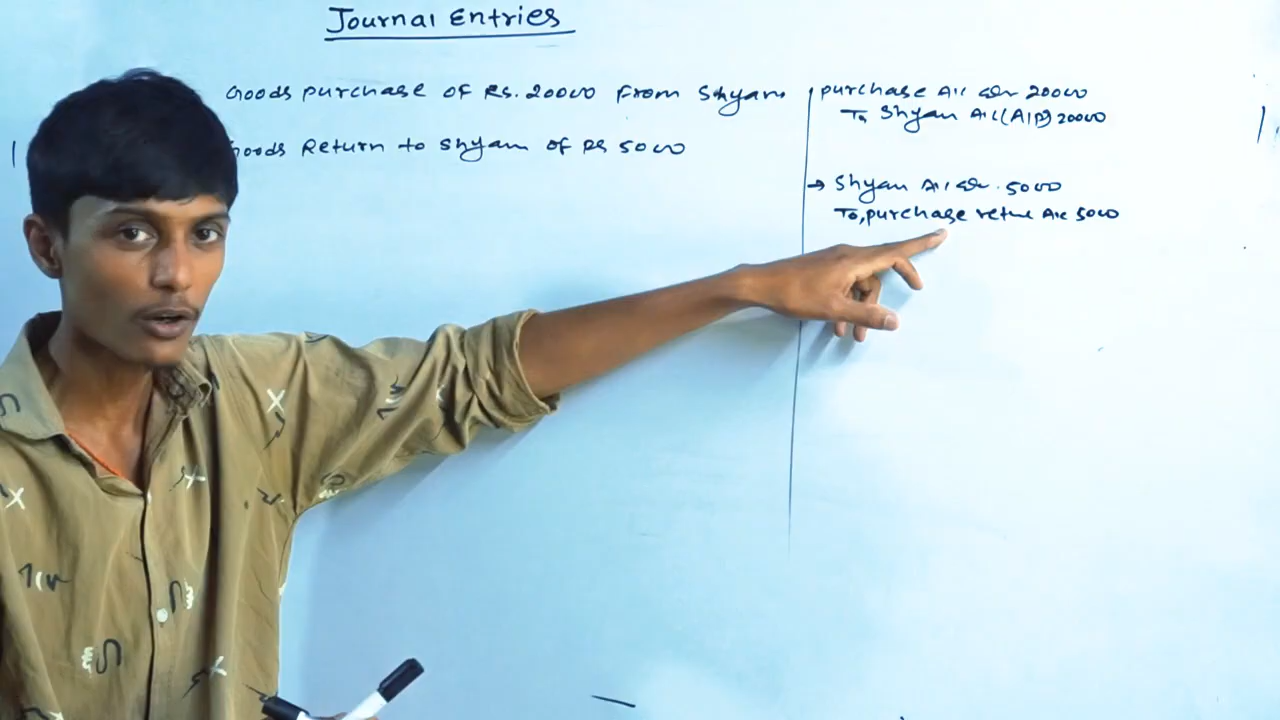 Journal Entries
Goods purchase of Rs. 20000 from Shyam
purchase A/c Dr 20000
To Shyam A/c (A/P) 20000
Goods Return to Shyam of Rs 5000
→ Shyam A/c Dr. 5000
To, purchase retur A/c 5000